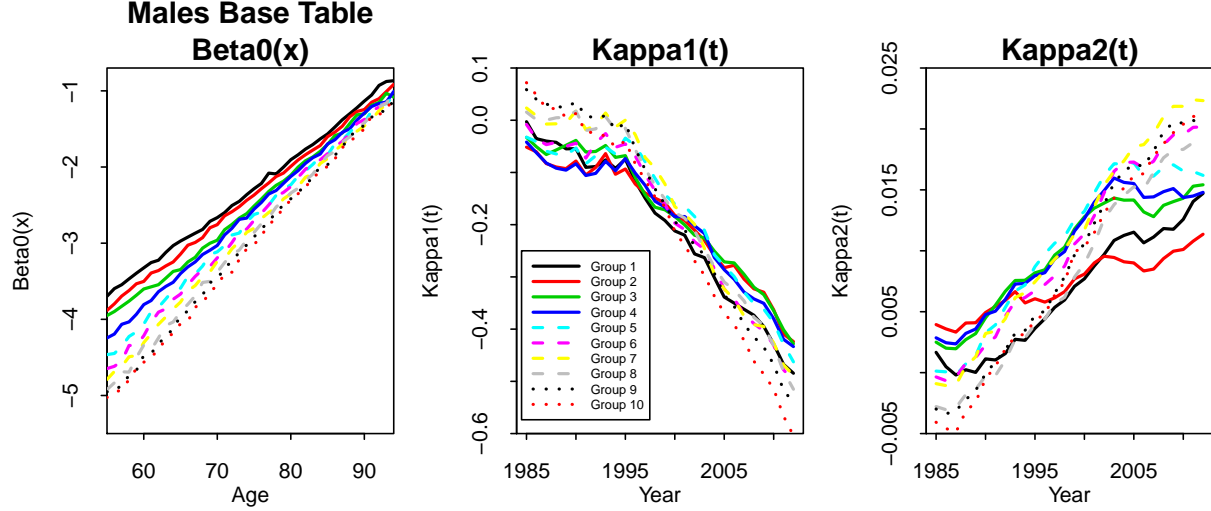 Males Base Table
Beta0(x)
Beta0(x)
−1
−2
−3
−4
−5
60
70
80
90
Age
Kappa1(t)
Kappa1(t)
0.1
0.0
−0.2
−0.4
−0.6
1985
1995
2005
Year
Group 1
Group 2
Group 3
Group 4
Group 5
Group 6
Group 7
Group 8
Group 9
Group 10
Kappa2(t)
Kappa2(t)
0.025
0.015
0.005
−0.005
1985
1995
2005
Year